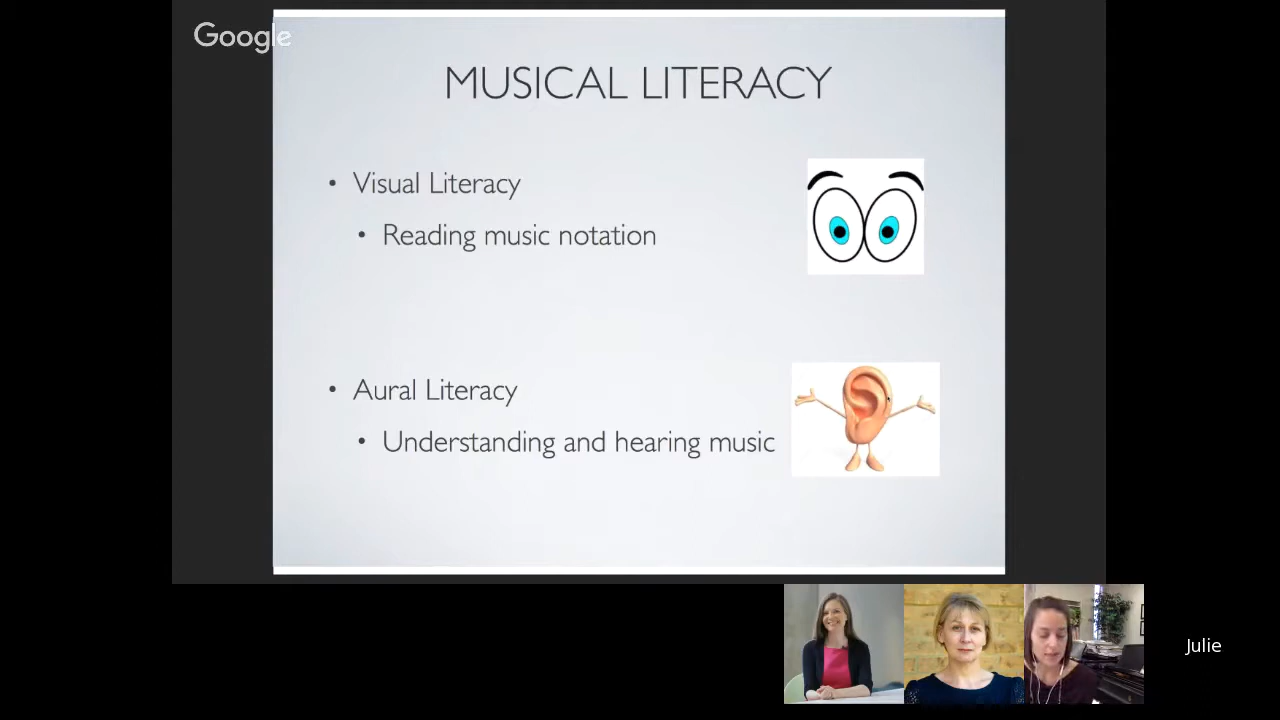 Google
MUSICAL LITERACY
• Visual Literacy
• Reading music notation
• Aural Literacy
• Understanding and hearing music
Julie